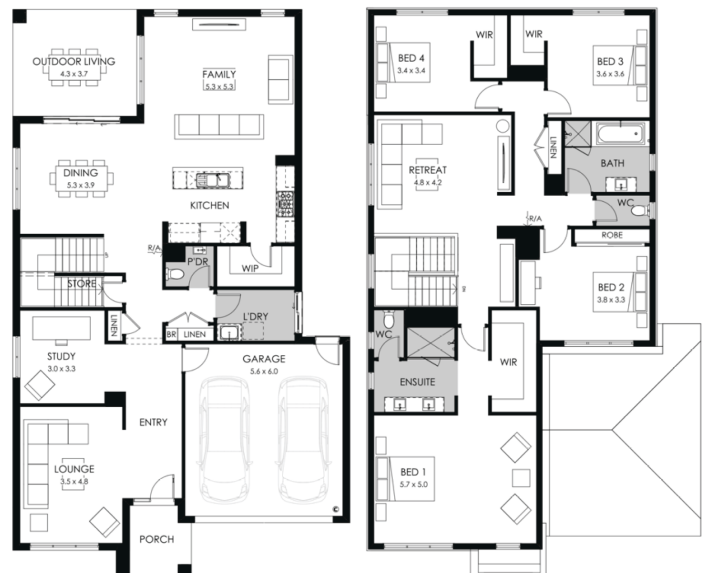 OUTDOOR LIVING
4.3 x 3.7
FAMILY
5.3 x 5.3
DINING
5.3 x 3.9
KITCHEN
R/A
P'DR
WIP
STORE
LINEN
BR
LINEN
L'DRY
STUDY
3.0 x 3.3
GARAGE
5.6 x 6.0
ENTRY
LOUNGE
3.5 x 4.8
PORCH
©
BED 4
3.4 x 3.4
WIR
WIR
BED 3
3.6 x 3.6
RETREAT
4.8 x 4.2
LINEN
BATH
WC
R/A
ROBE
BED 2
3.8 x 3.3
WC
ENSUITE
WIR
BED 1
5.7 x 5.0